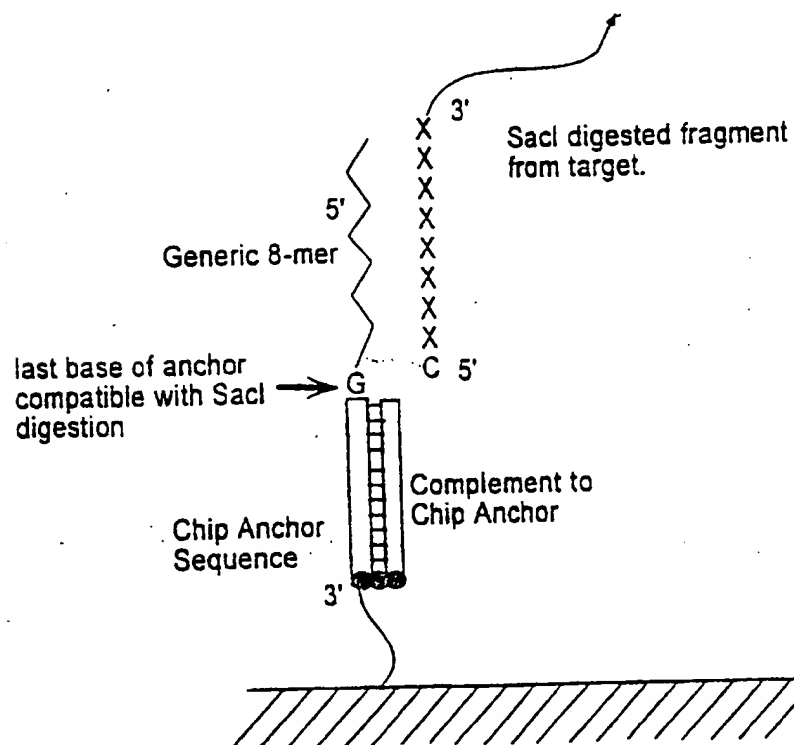 3'
X
SacI digested fragment
from target.
X
X
5'
X
Generic 8-mer
X
X
X
X
last base of anchor
compatible with SacI
digestion
G
C 5'
Chip Anchor
Sequence
Complement to
Chip Anchor
3'